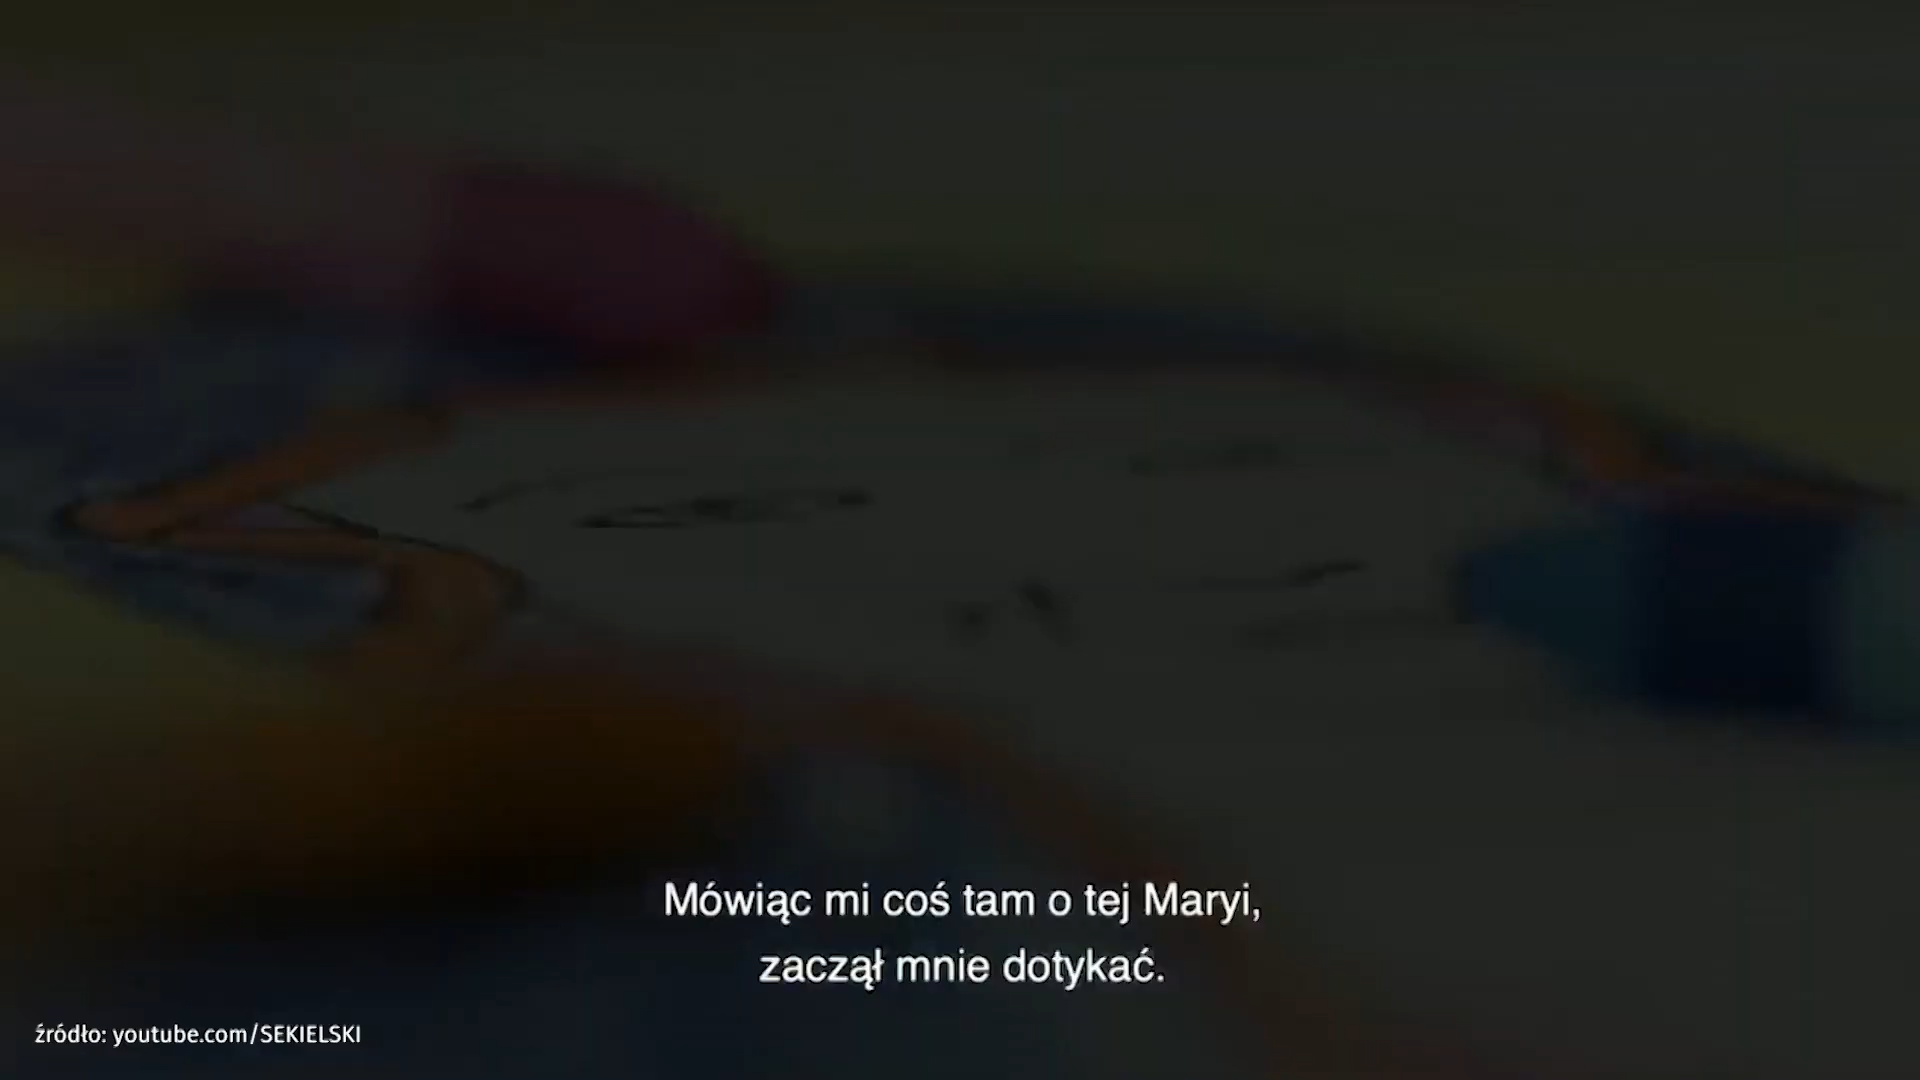 Mówiąc mi coś tam o tej Maryi,
zaczął mnie dotykać.
źródło: youtube.com/SEKIELSKI